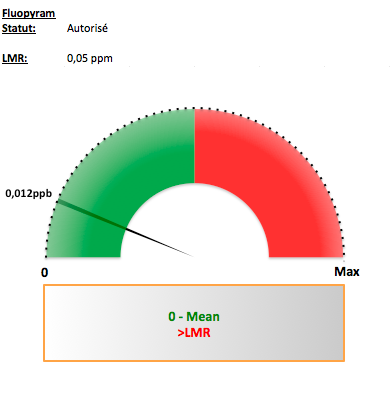 Fluopyram
Statut: Autorisé
LMR: 0,05 ppm
0,012ppb
0 Max
0 - Mean
>LMR